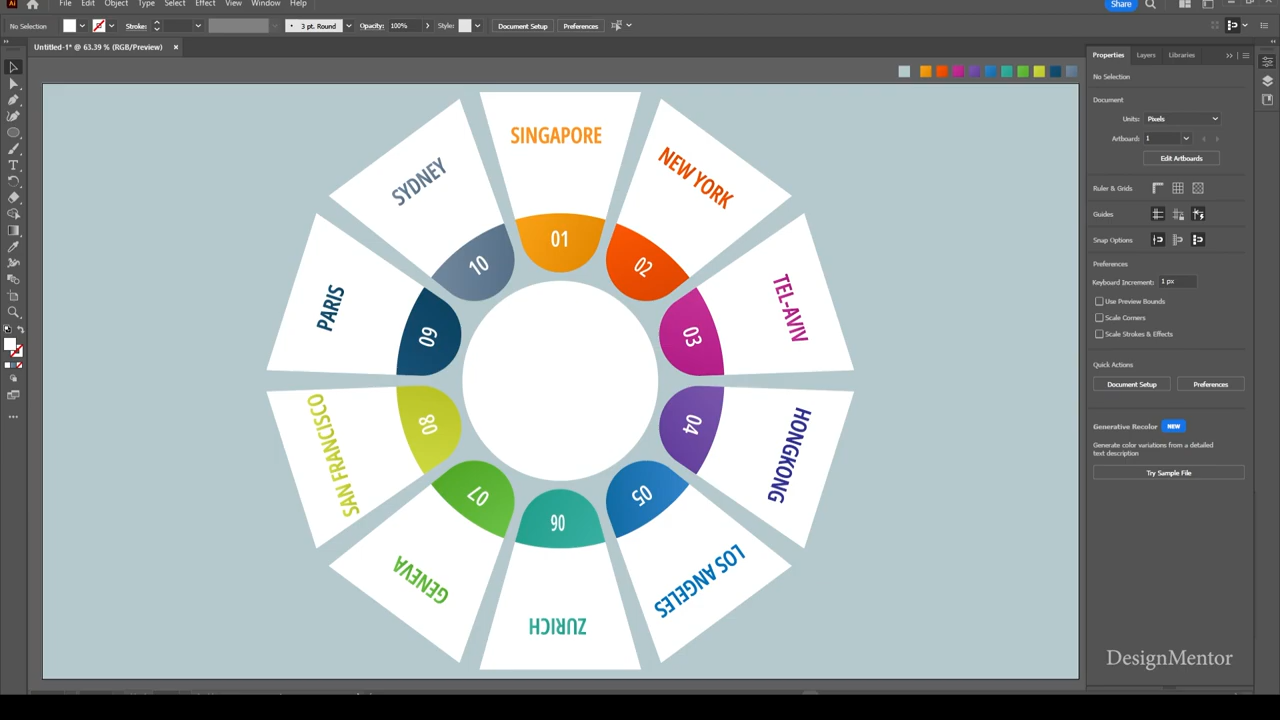 Ai File Edit Object Type Select Effect View Window Help Share
No Selection Stroke: 3 pt. Round Opacity: 100% Style: Document Setup Preferences
Untitled-1* @ 63.39 % (RGB/Preview) ×
Properties Layers Libraries
No Selection
Document
Units: Pixels
Artboard: 1
Edit Artboards
Ruler & Grids
Guides
Snap Options
Preferences
Keyboard Increment: 1 px
Use Preview Bounds
Scale Corners
Scale Strokes & Effects
Quick Actions
Document Setup Preferences
Generative Recolor NEW
Generate color variations from a detailed
text description
Try Sample File
SINGAPORE
01
NEW YORK
02
TEL-AVIV
03
HONGKONG
04
LOS ANGELES
05
ZURICH
06
GENEVA
07
SAN FRANCISCO
08
PARIS
09
SYDNEY
10
DesignMentor